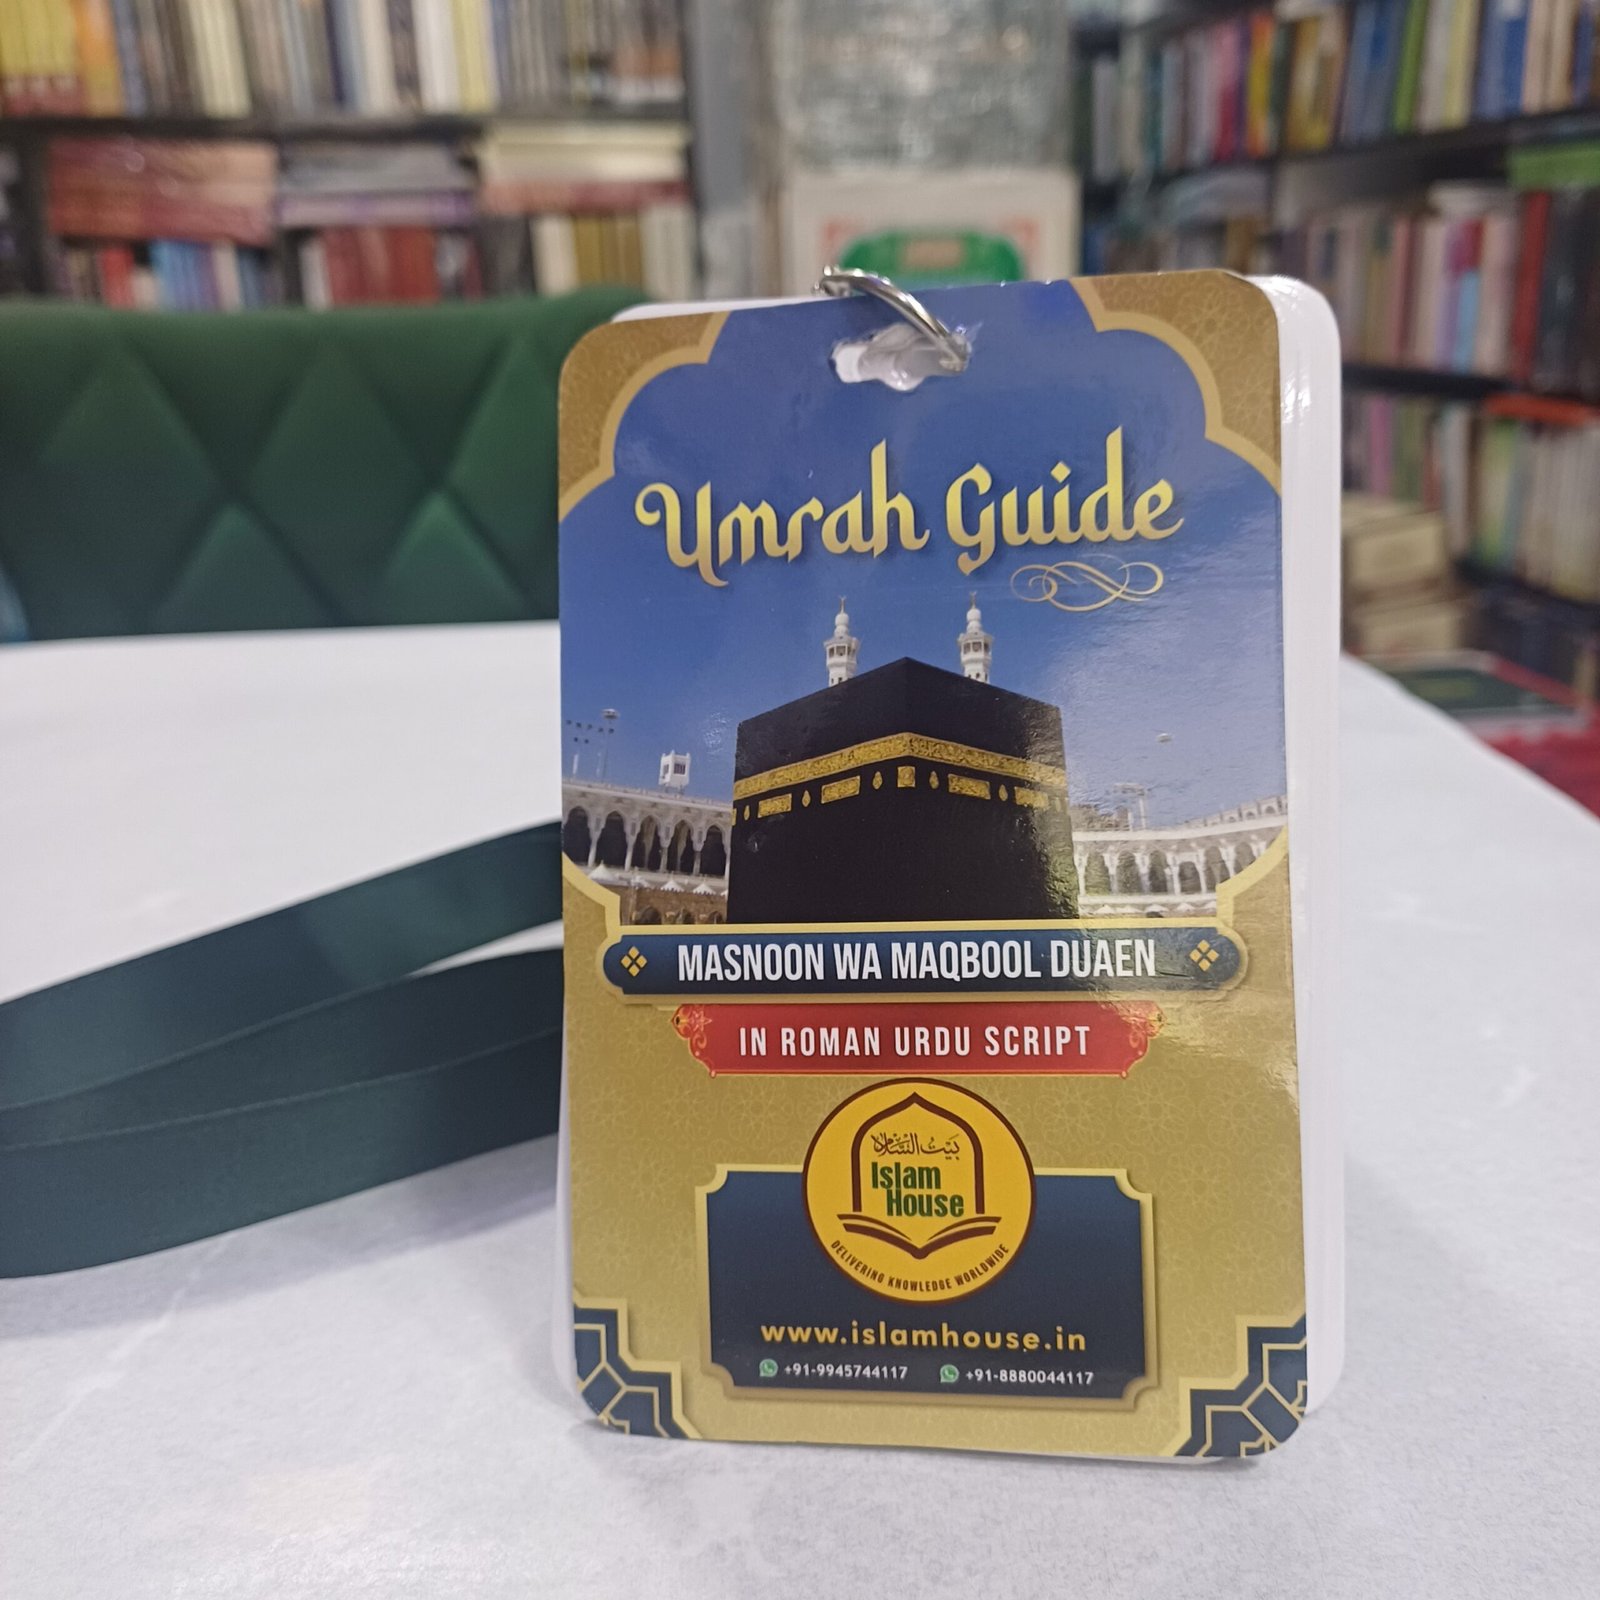 Umrah Guide
MASNOON WA MAQBOOL DUAEN
IN ROMAN URDU SCRIPT
بيت السلام
Islam
House
DELIVERING KNOWLEDGE WORLDWIDE
www.islamhouse.in
+91-9945744117 +91-8880044117